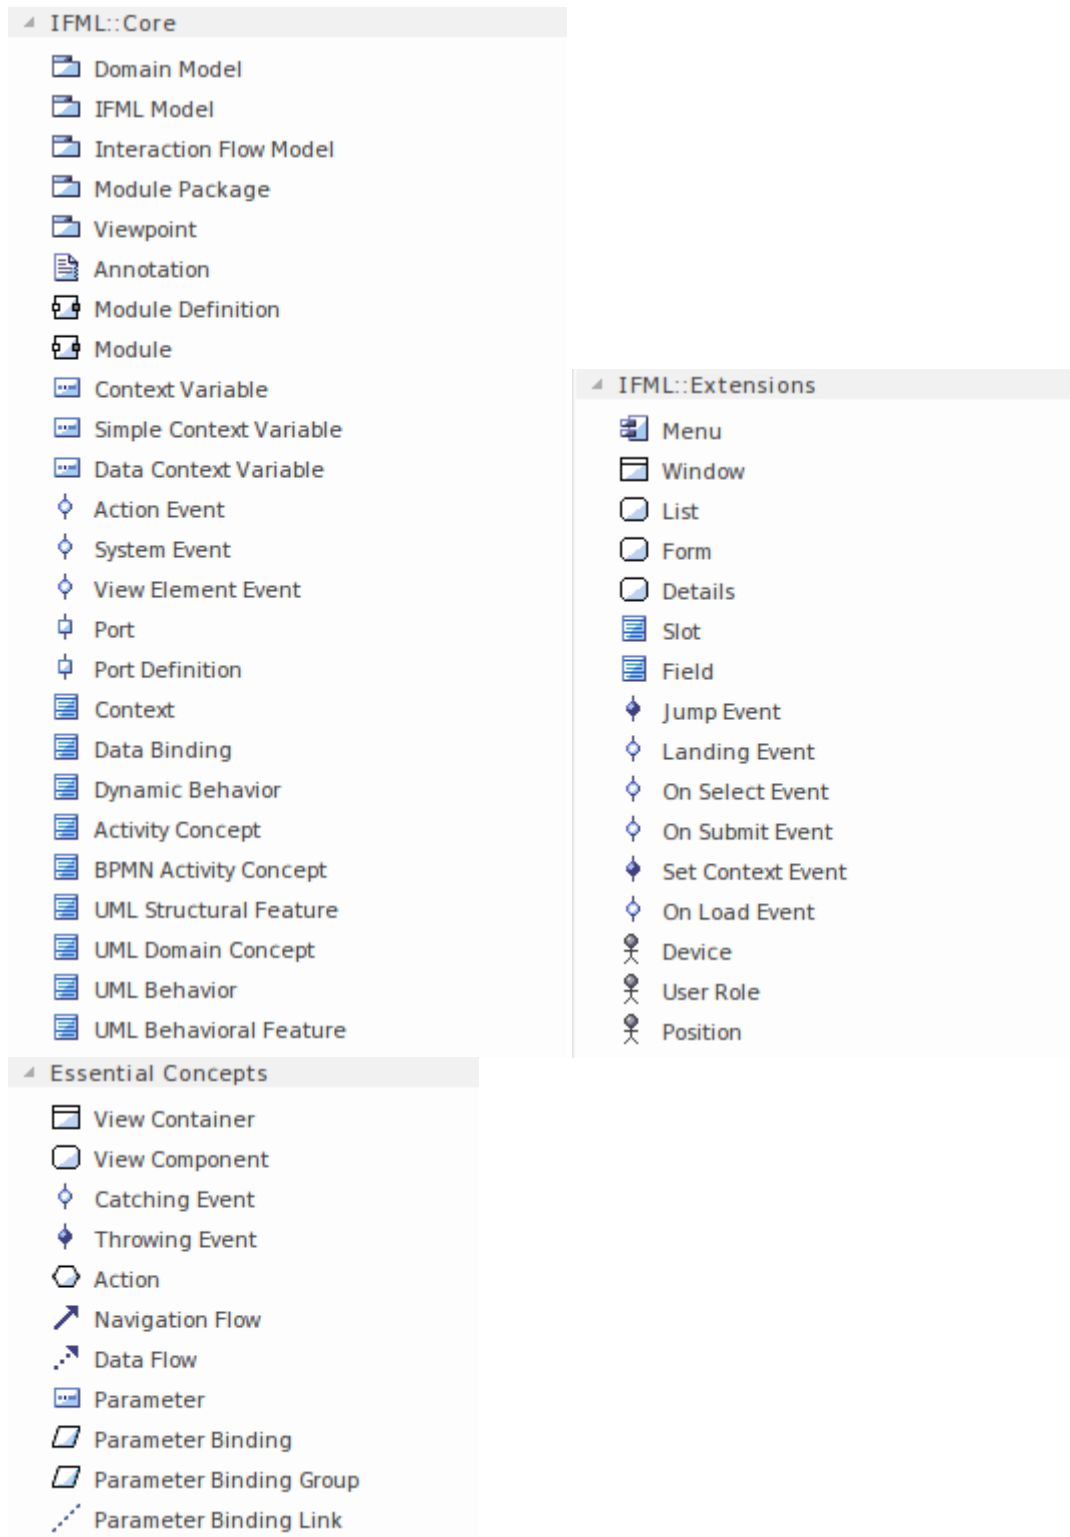 IFML::Core
Domain Model
IFML Model
Interaction Flow Model
Module Package
Viewpoint
Annotation
Module Definition
Module
Context Variable
Simple Context Variable
Data Context Variable
Action Event
System Event
View Element Event
Port
Port Definition
Context
Data Binding
Dynamic Behavior
Activity Concept
BPMN Activity Concept
UML Structural Feature
UML Domain Concept
UML Behavior
UML Behavioral Feature
IFML::Extensions
Menu
Window
List
Form
Details
Slot
Field
Jump Event
Landing Event
On Select Event
On Submit Event
Set Context Event
On Load Event
Device
User Role
Position
Essential Concepts
View Container
View Component
Catching Event
Throwing Event
Action
Navigation Flow
Data Flow
Parameter
Parameter Binding
Parameter Binding Group
Parameter Binding Link